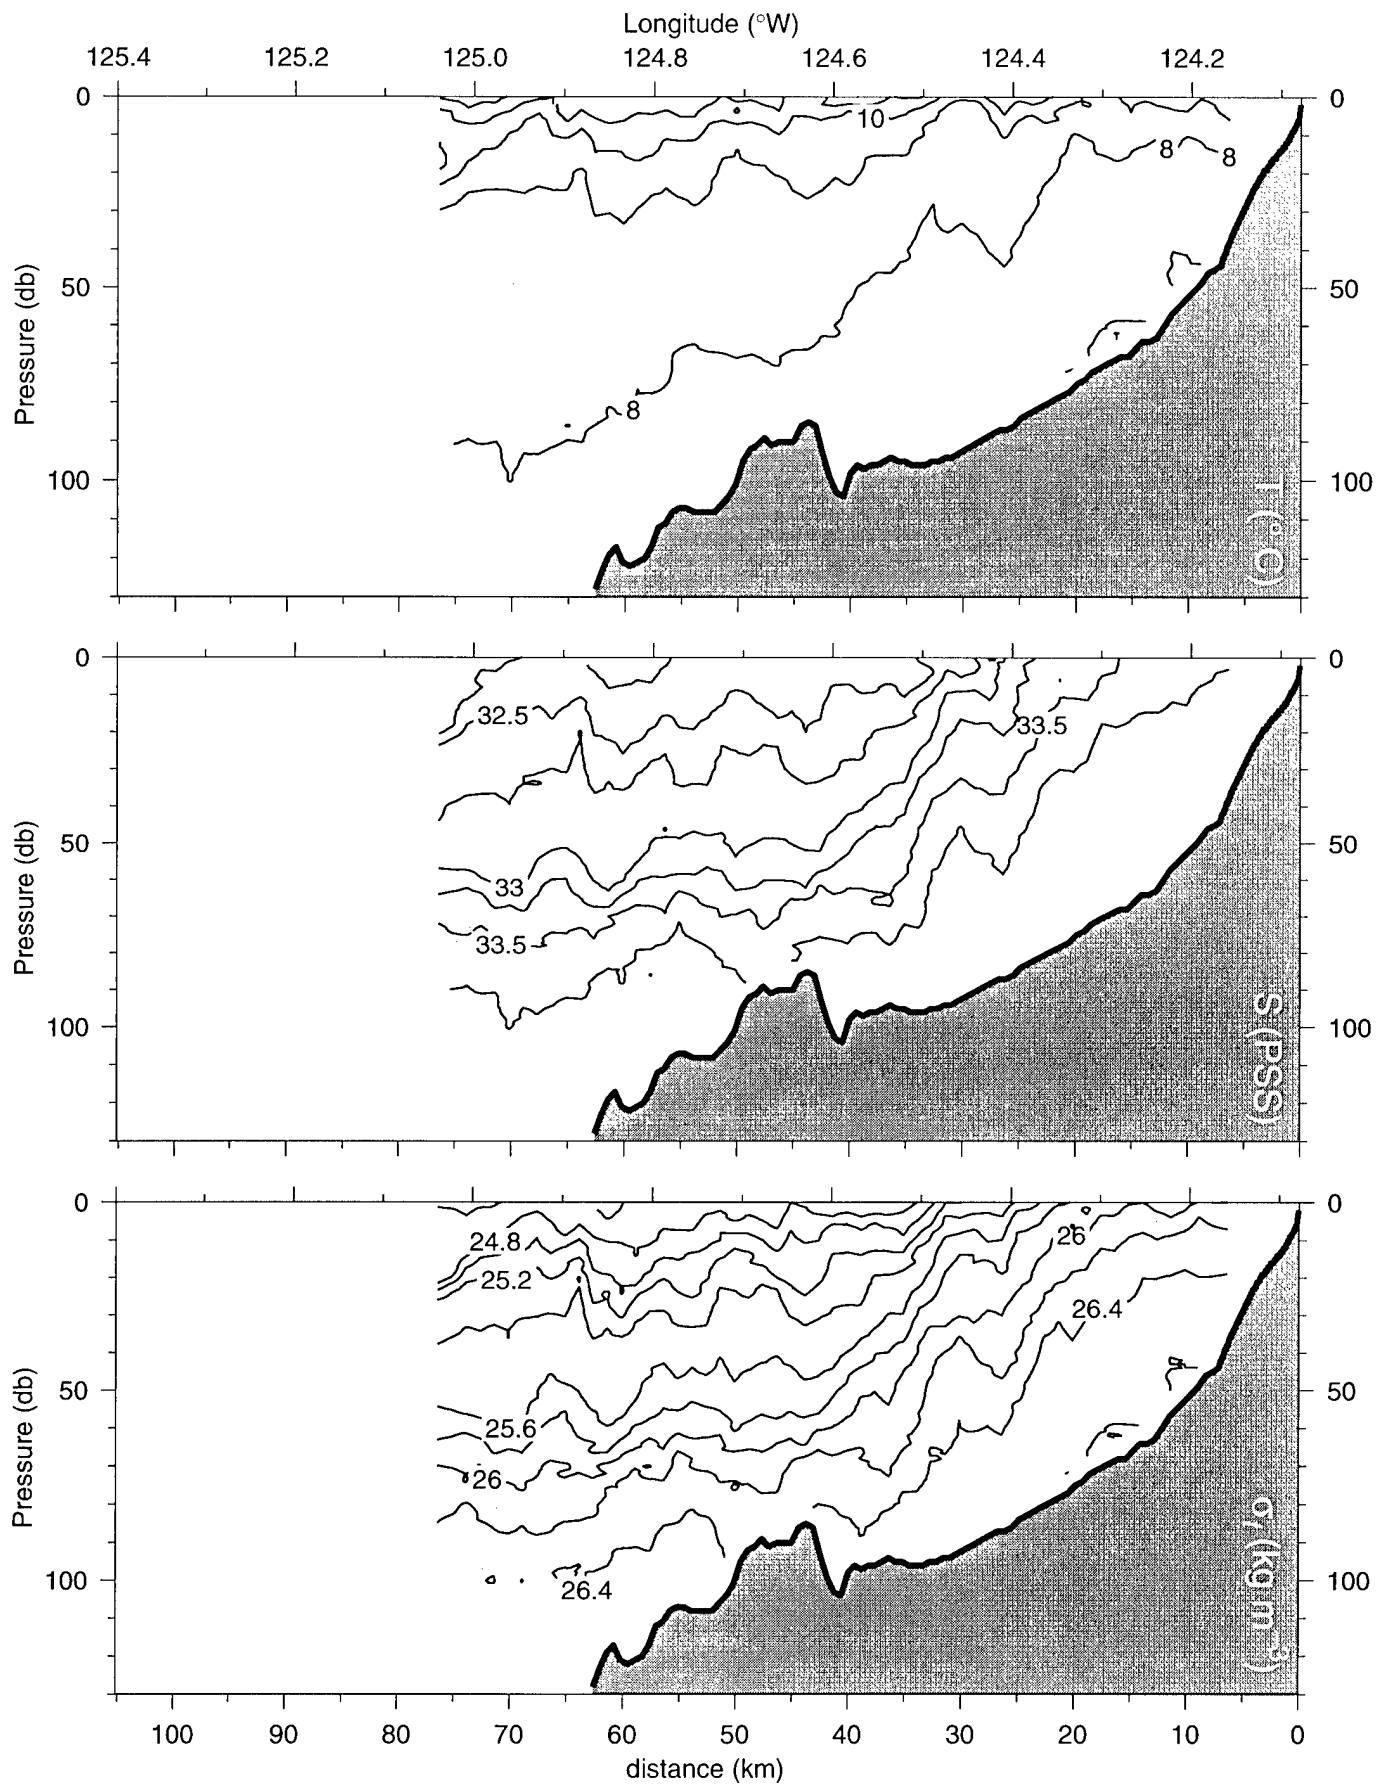 Longitude (°W)
125.4 125.2 125.0 124.8 124.6 124.4 124.2
0 0
10
8 8
50 50
Pressure (db)
8
100 100
T (°C)
0 0
32.5 33.5
50 50
Pressure (db)
33
33.5
100 100
S (PSS)
0 0
24.8 26
25.2
26.4
50 50
Pressure (db)
25.6
26
100 100
26.4
σt (kg m⁻³)
100 90 80 70 60 50 40 30 20 10 0
distance (km)